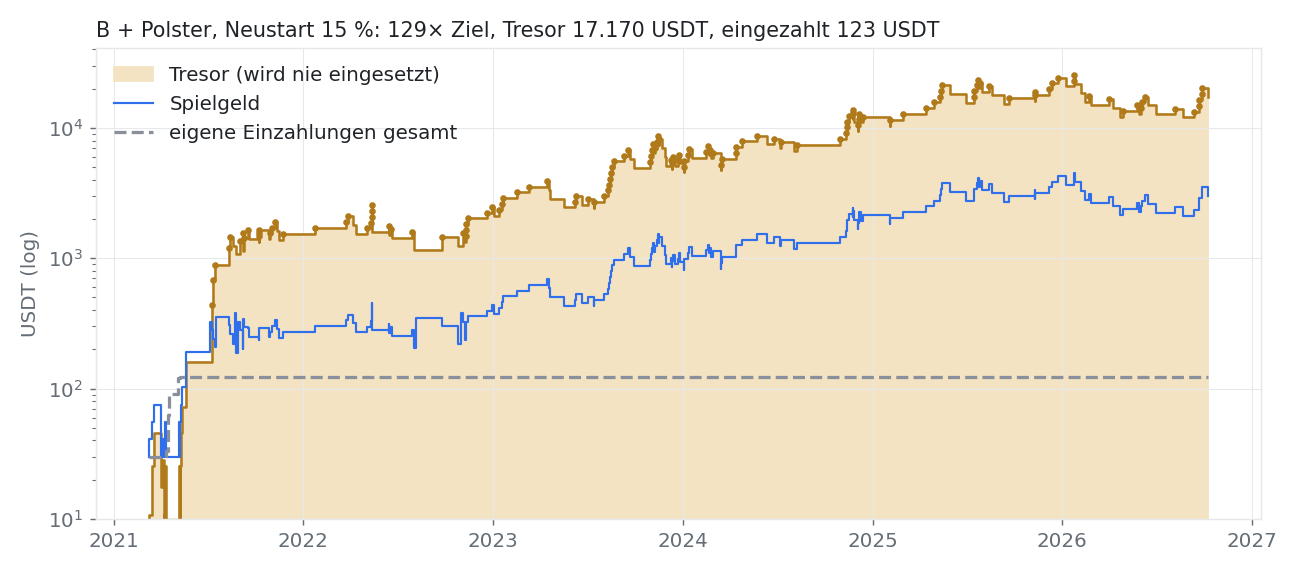 B + Polster, Neustart 15 %: 129× Ziel, Tresor 17.170 USDT, eingezahlt 123 USDT
Tresor (wird nie eingesetzt)
Spielgeld
eigene Einzahlungen gesamt
USDT (log)
10⁴
10³
10²
10¹
2021 2022 2023 2024 2025 2026 2027